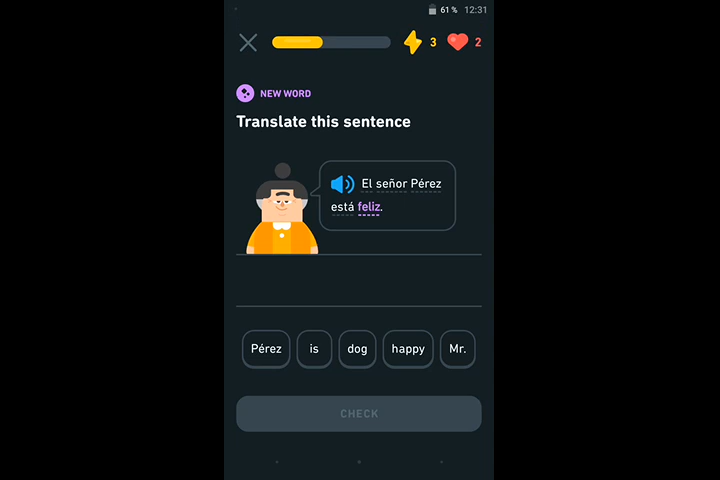 61 % 12:31
3 2
NEW WORD
Translate this sentence
El señor Pérez
está feliz.
Pérez is dog happy Mr.
CHECK